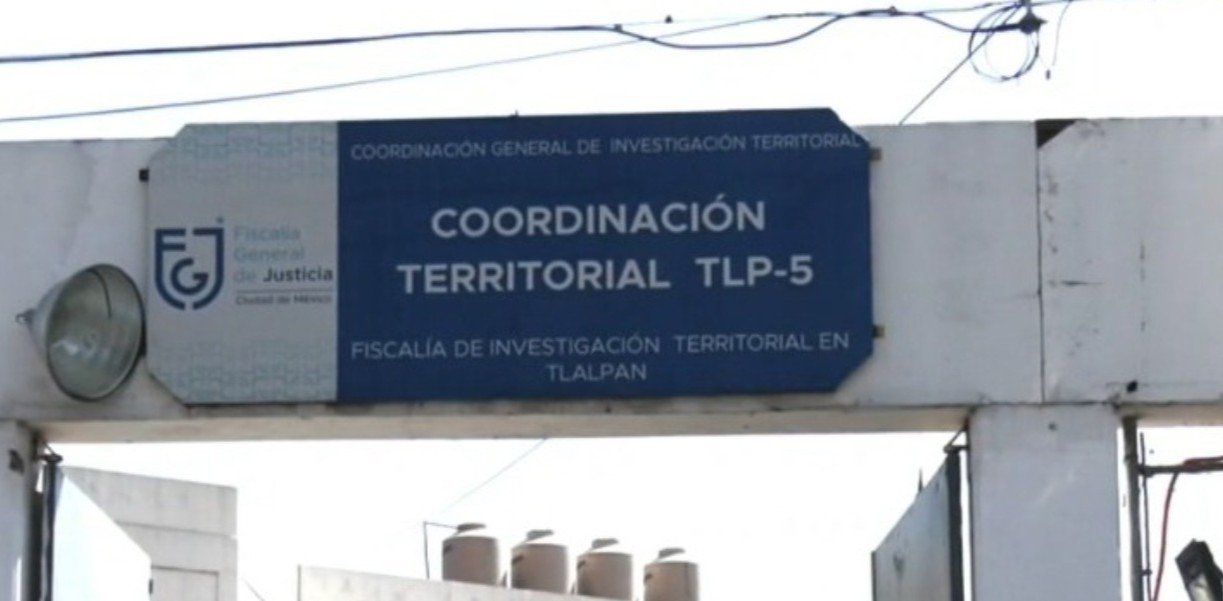 COORDINACIÓN GENERAL DE INVESTIGACIÓN TERRITORIAL
FGJ
Fiscalía
General
de Justicia
Ciudad de México
COORDINACIÓN
TERRITORIAL TLP-5
FISCALÍA DE INVESTIGACIÓN TERRITORIAL EN
TLALPAN